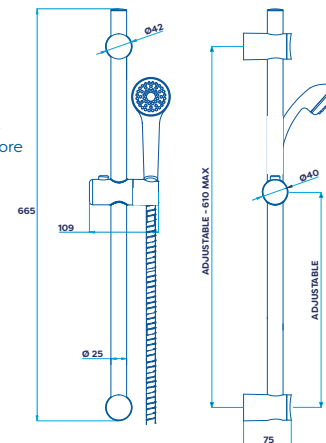 ore
Ø42
665
109
Ø 25
ADJUSTABLE - 610 MAX
Ø40
ADJUSTABLE
75